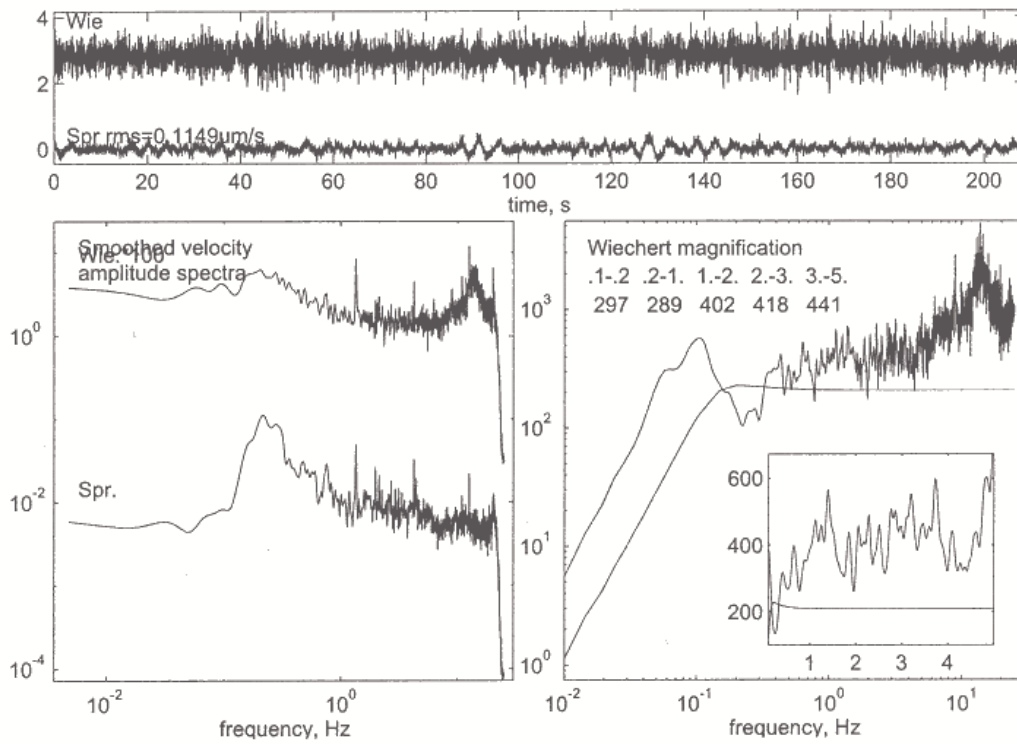 4
Wie
2
Spr rms=0.1149um/s
0
0 20 40 60 80 100 120 140 160 180 200
time, s
Smoothed velocity
Wie.*100
amplitude spectra
10^0
Spr.
10^-2
10^-4
10^-2 10^0
frequency, Hz
Wiechert magnification
.1-.2 .2-1. 1.-2. 2.-3. 3.-5.
297 289 402 418 441
10^3
10^2
10^1
10^0
600
400
200
1 2 3 4
10^-2 10^-1 10^0 10^1
frequency, Hz